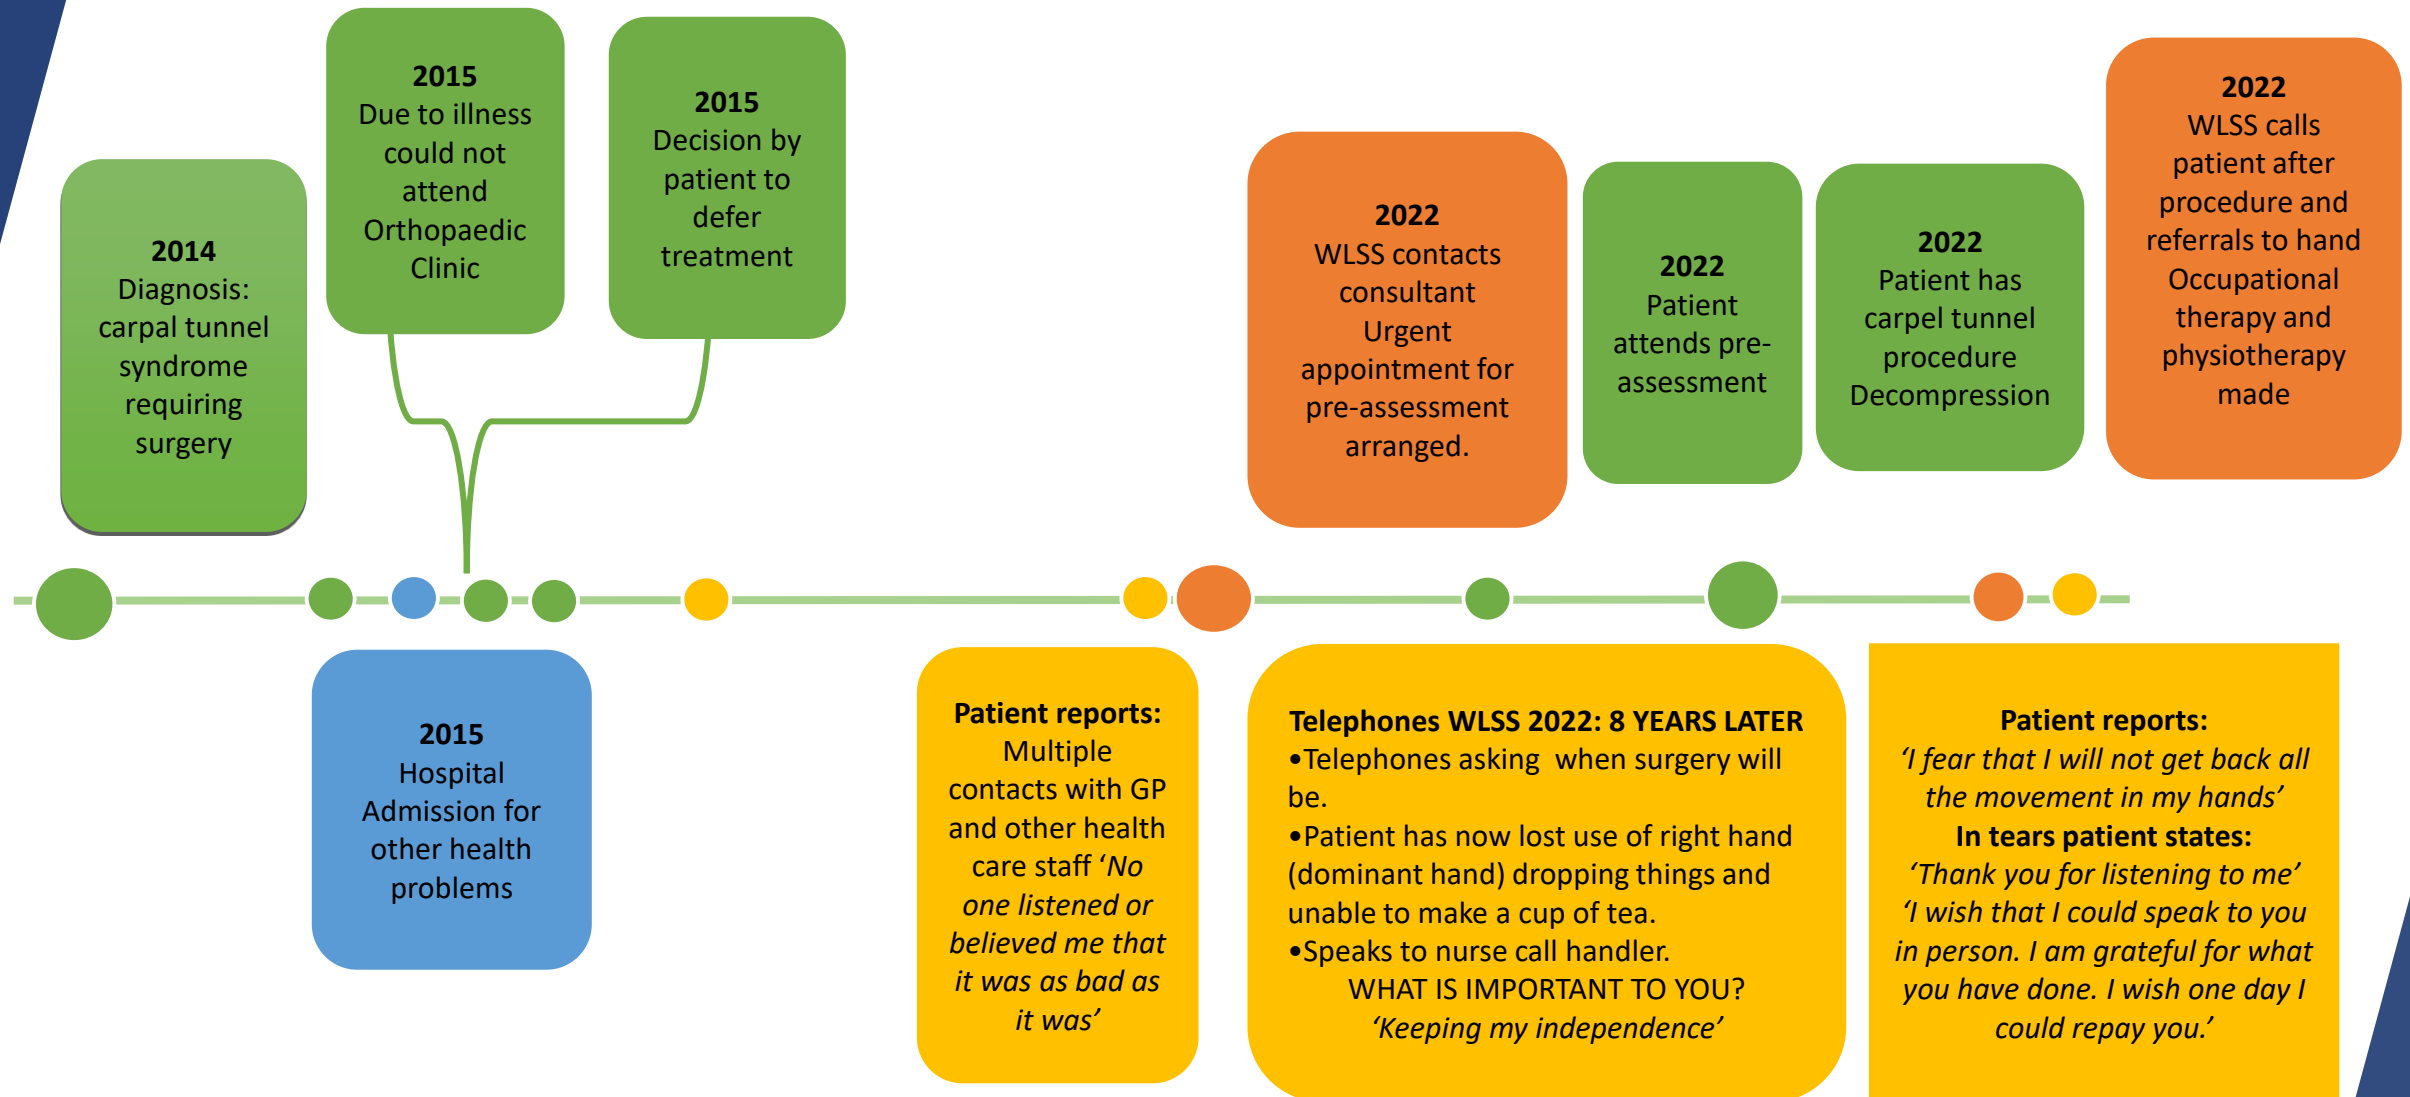 2014
Diagnosis:
carpal tunnel
syndrome
requiring
surgery
2015
Due to illness
could not
attend
Orthopaedic
Clinic
2015
Decision by
patient to
defer
treatment
2022
WLSS contacts
consultant
Urgent
appointment for
pre-assessment
arranged.
2022
Patient
attends pre-
assessment
2022
Patient has
carpel tunnel
procedure
Decompression
2022
WLSS calls
patient after
procedure and
referrals to hand
Occupational
therapy and
physiotherapy
made
2015
Hospital
Admission for
other health
problems
Patient reports:
Multiple
contacts with GP
and other health
care staff ‘No
one listened or
believed me that
it was as bad as
it was’
Telephones WLSS 2022: 8 YEARS LATER
•Telephones asking  when surgery will
be.
•Patient has now lost use of right hand
(dominant hand) dropping things and
unable to make a cup of tea.
•Speaks to nurse call handler.
WHAT IS IMPORTANT TO YOU?
‘Keeping my independence’
Patient reports:
‘I fear that I will not get back all
the movement in my hands’
In tears patient states:
‘Thank you for listening to me’
‘I wish that I could speak to you
in person. I am grateful for what
you have done. I wish one day I
could repay you.’